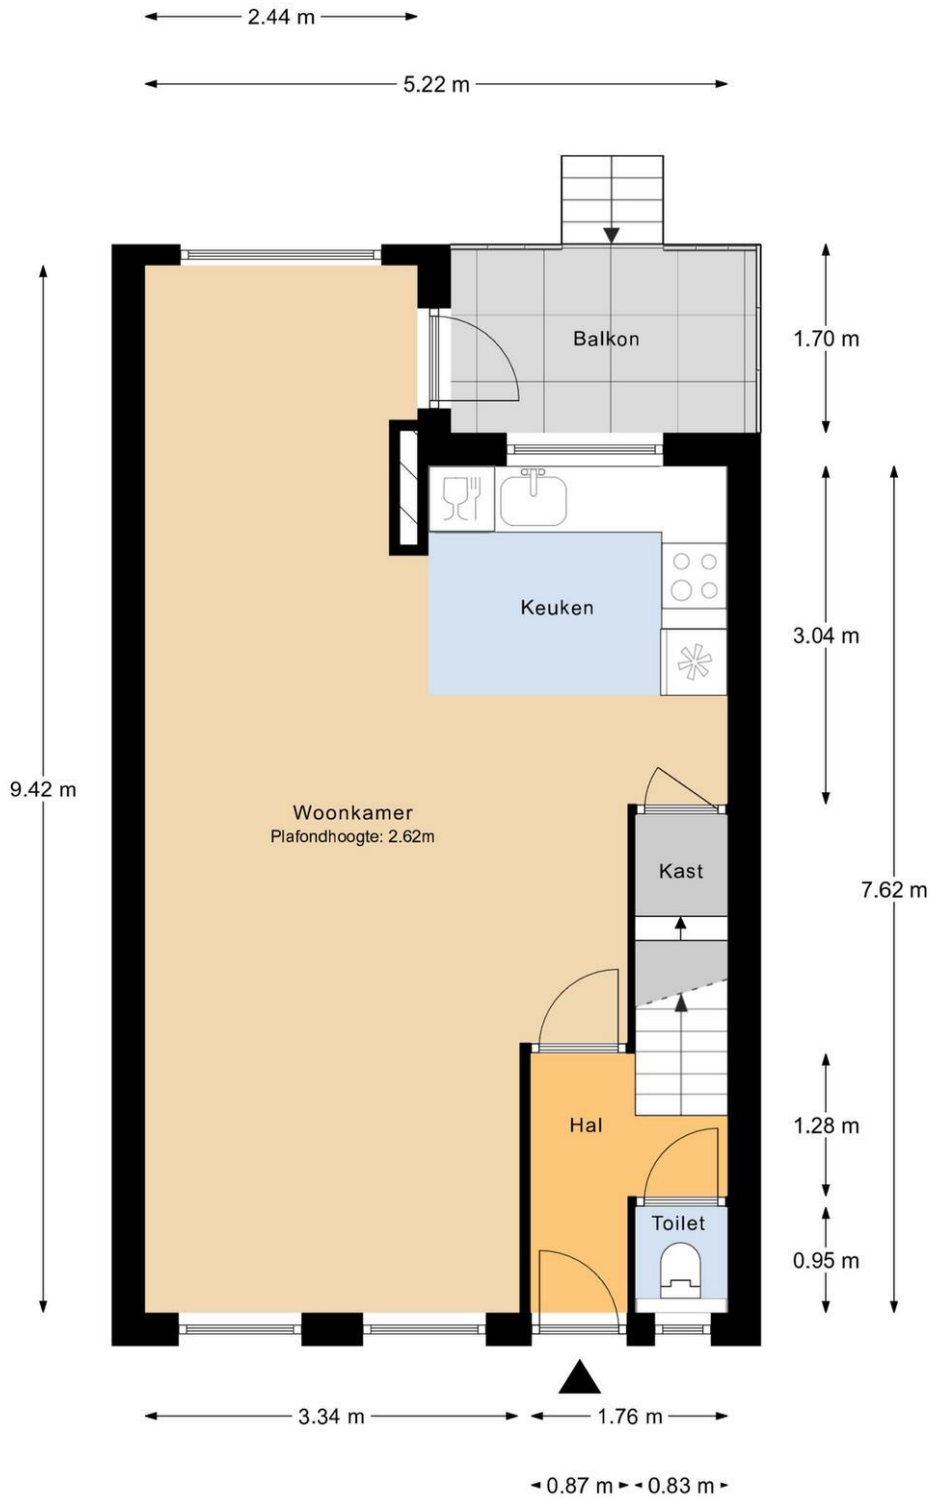 2.44 m
5.22 m
Balkon
1.70 m
Keuken
3.04 m
9.42 m
Woonkamer
Plafondhoogte: 2.62m
Kast
7.62 m
Hal
1.28 m
Toilet
0.95 m
3.34 m
1.76 m
0.87 m
0.83 m